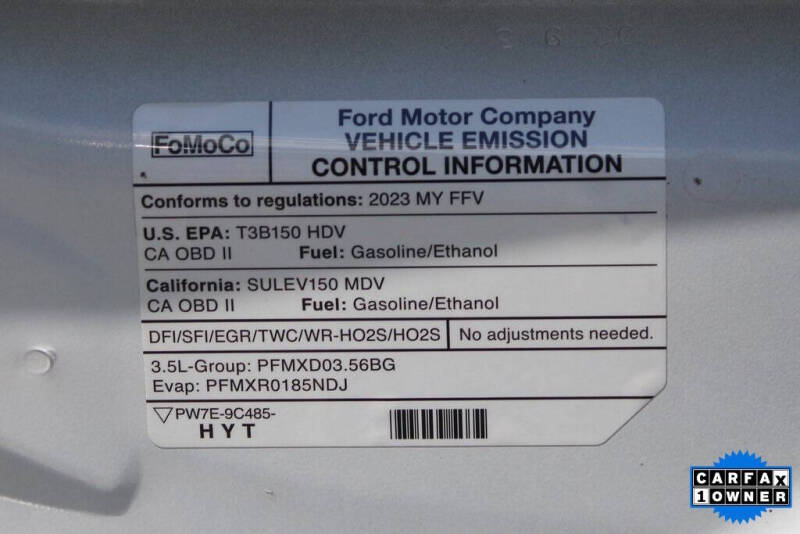 FoMoCo
Ford Motor Company
VEHICLE EMISSION
CONTROL INFORMATION
Conforms to regulations: 2023 MY FFV
U.S. EPA: T3B150 HDV
CA OBD II Fuel: Gasoline/Ethanol
California: SULEV150 MDV
CA OBD II Fuel: Gasoline/Ethanol
DFI/SFI/EGR/TWC/WR-HO2S/HO2S No adjustments needed.
3.5L-Group: PFMXD03.56BG
Evap: PFMXR0185NDJ
PW7E-9C485-
HYT
CARFAX
1 OWNER